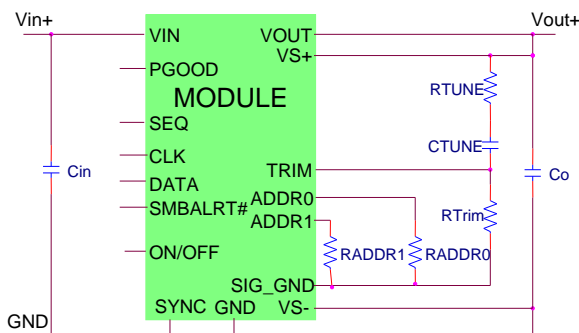 Vin+
Vout+
VIN
VOUT
VS+
PGOOD
RTUNE
MODULE
SEQ
CTUNE
CLK
TRIM
Cin
DATA
Co
ADDR0
SMBALRT#
RTrim
ADDR1
ON/OFF
RADDR1
RADDR0
SIG_GND
SYNC
GND
VS-
GND